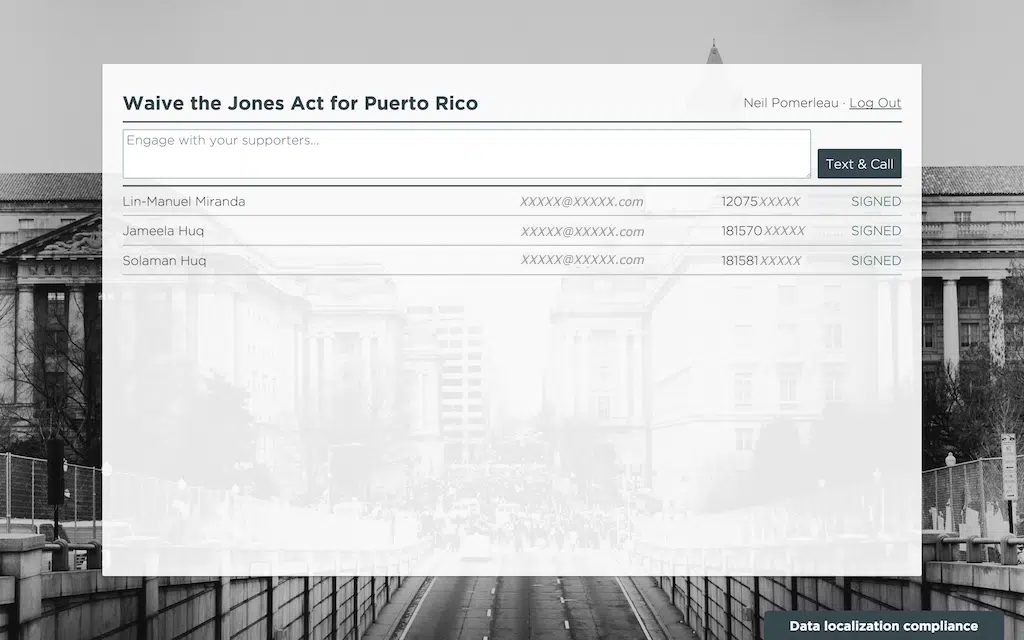 Waive the Jones Act for Puerto Rico
Neil Pomerleau · Log Out
Engage with your supporters...
Text & Call
Lin-Manuel Miranda XXXXX@XXXXX.com 12075XXXXX SIGNED
Jameela Huq XXXXX@XXXXX.com 181570XXXXX SIGNED
Solaman Huq XXXXX@XXXXX.com 181581XXXXX SIGNED
Data localization compliance